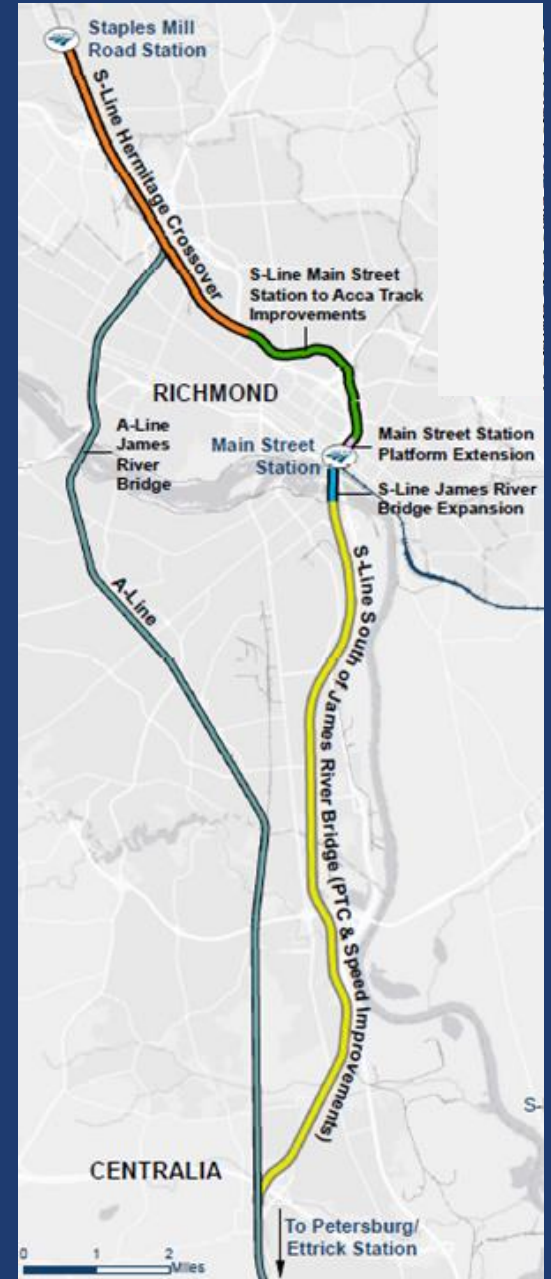 Staples Mill
Road Station
S-Line Hermitage Crossover
S-Line Main Street
Station to Acca Track
Improvements
RICHMOND
A-Line
James
River
Bridge
Main Street
Station
Main Street Station
Platform Extension
S-Line James River
Bridge Expansion
A-Line
S-Line South of James River Bridge (PTC & Speed Improvements)
S-
CENTRALIA
To Petersburg/
Ettrick Station
0 1 2
Miles